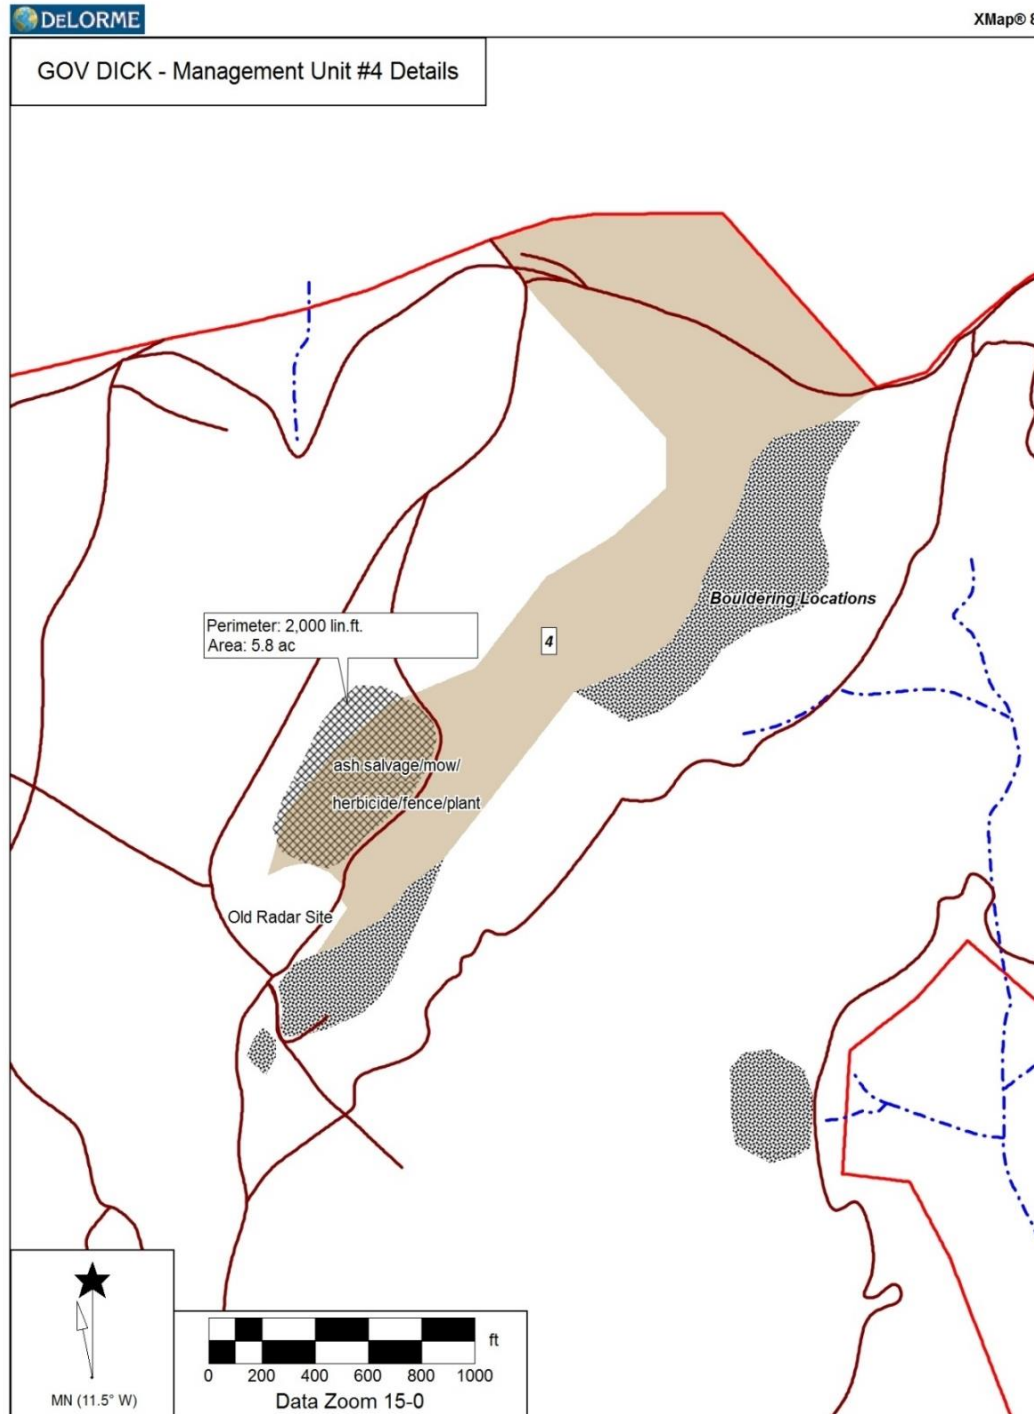 DELORME
XMap® 8
GOV DICK - Management Unit #4 Details
Bouldering Locations
Perimeter: 2,000 lin.ft.
Area: 5.8 ac
4
ash salvage/mow/
herbicide/fence/plant
Old Radar Site
ft
0 200 400 600 800 1000
MN (11.5° W)
Data Zoom 15-0